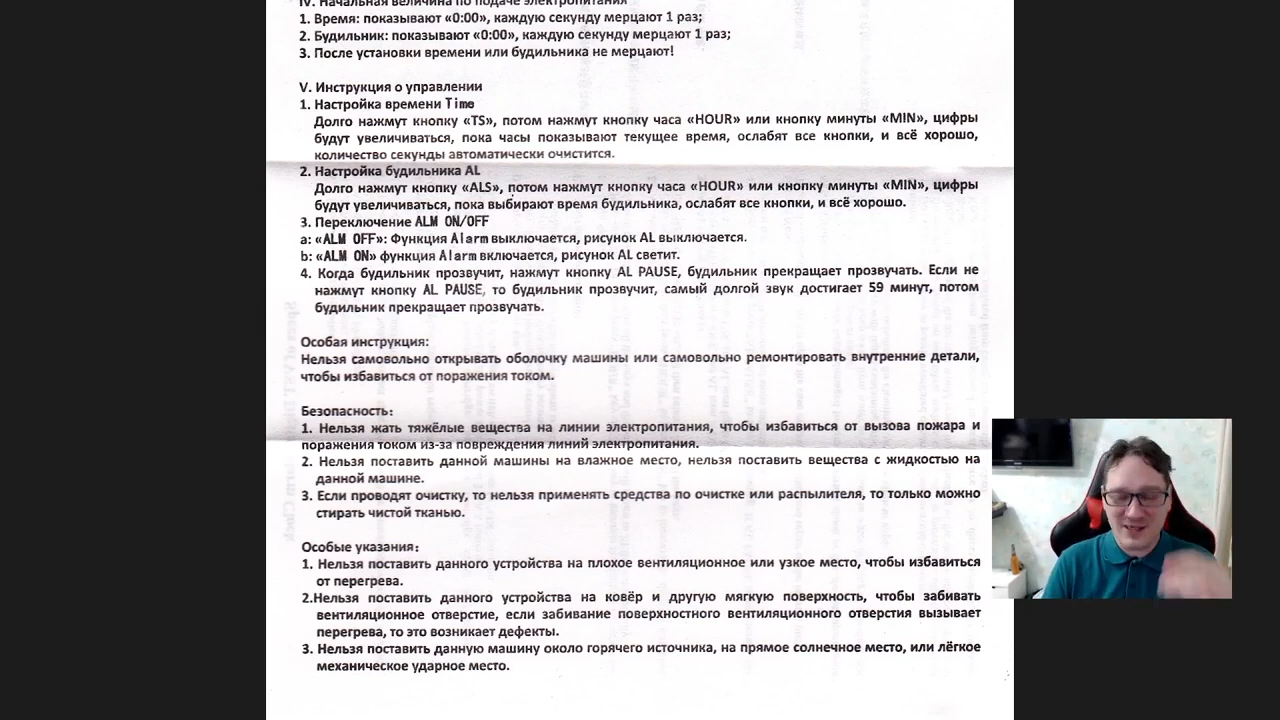 IV. Начальная величина по подаче электропитания
1. Время: показывают «0:00», каждую секунду мерцают 1 раз;
2. Будильник: показывают «0:00», каждую секунду мерцают 1 раз;
3. После установки времени или будильника не мерцают!
V. Инструкция о управлении
1. Настройка времени Time
Долго нажмут кнопку «TS», потом нажмут кнопку часа «HOUR» или кнопку минуты «MIN», цифры
будут увеличиваться, пока часы показывают текущее время, ослабят все кнопки, и всё хорошо,
количество секунды автоматически очистится.
2. Настройка будильника AL
Долго нажмут кнопку «ALS», потом нажмут кнопку часа «HOUR» или кнопку минуты «MIN», цифры
будут увеличиваться, пока выбирают время будильника, ослабят все кнопки, и всё хорошо.
3. Переключение ALM ON/OFF
a: «ALM OFF»: Функция Alarm выключается, рисунок AL выключается.
b: «ALM ON» функция Alarm включается, рисунок AL светит.
4. Когда будильник прозвучит, нажмут кнопку AL PAUSE, будильник прекращает прозвучать. Если не
нажмут кнопку AL PAUSE, то будильник прозвучит, самый долгой звук достигает 59 минут, потом
будильник прекращает прозвучать.
Особая инструкция:
Нельзя самовольно открывать оболочку машины или самовольно ремонтировать внутренние детали,
чтобы избавиться от поражения током.
Безопасность:
1. Нельзя жать тяжёлые вещества на линии электропитания, чтобы избавиться от вызова пожара и
поражения током из-за повреждения линий электропитания.
2. Нельзя поставить данной машины на влажное место, нельзя поставить вещества с жидкостью на
данной машине.
3. Если проводят очистку, то нельзя применять средства по очистке или распылителя, то только можно
стирать чистой тканью.
Особые указания:
1. Нельзя поставить данного устройства на плохое вентиляционное или узкое место, чтобы избавиться
от перегрева.
2.Нельзя поставить данного устройства на ковёр и другую мягкую поверхность, чтобы забивать
вентиляционное отверстие, если забивание поверхностного вентиляционного отверстия вызывает
перегрева, то это возникает дефекты.
3. Нельзя поставить данную машину около горячего источника, на прямое солнечное место, или лёгкое
механическое ударное место.